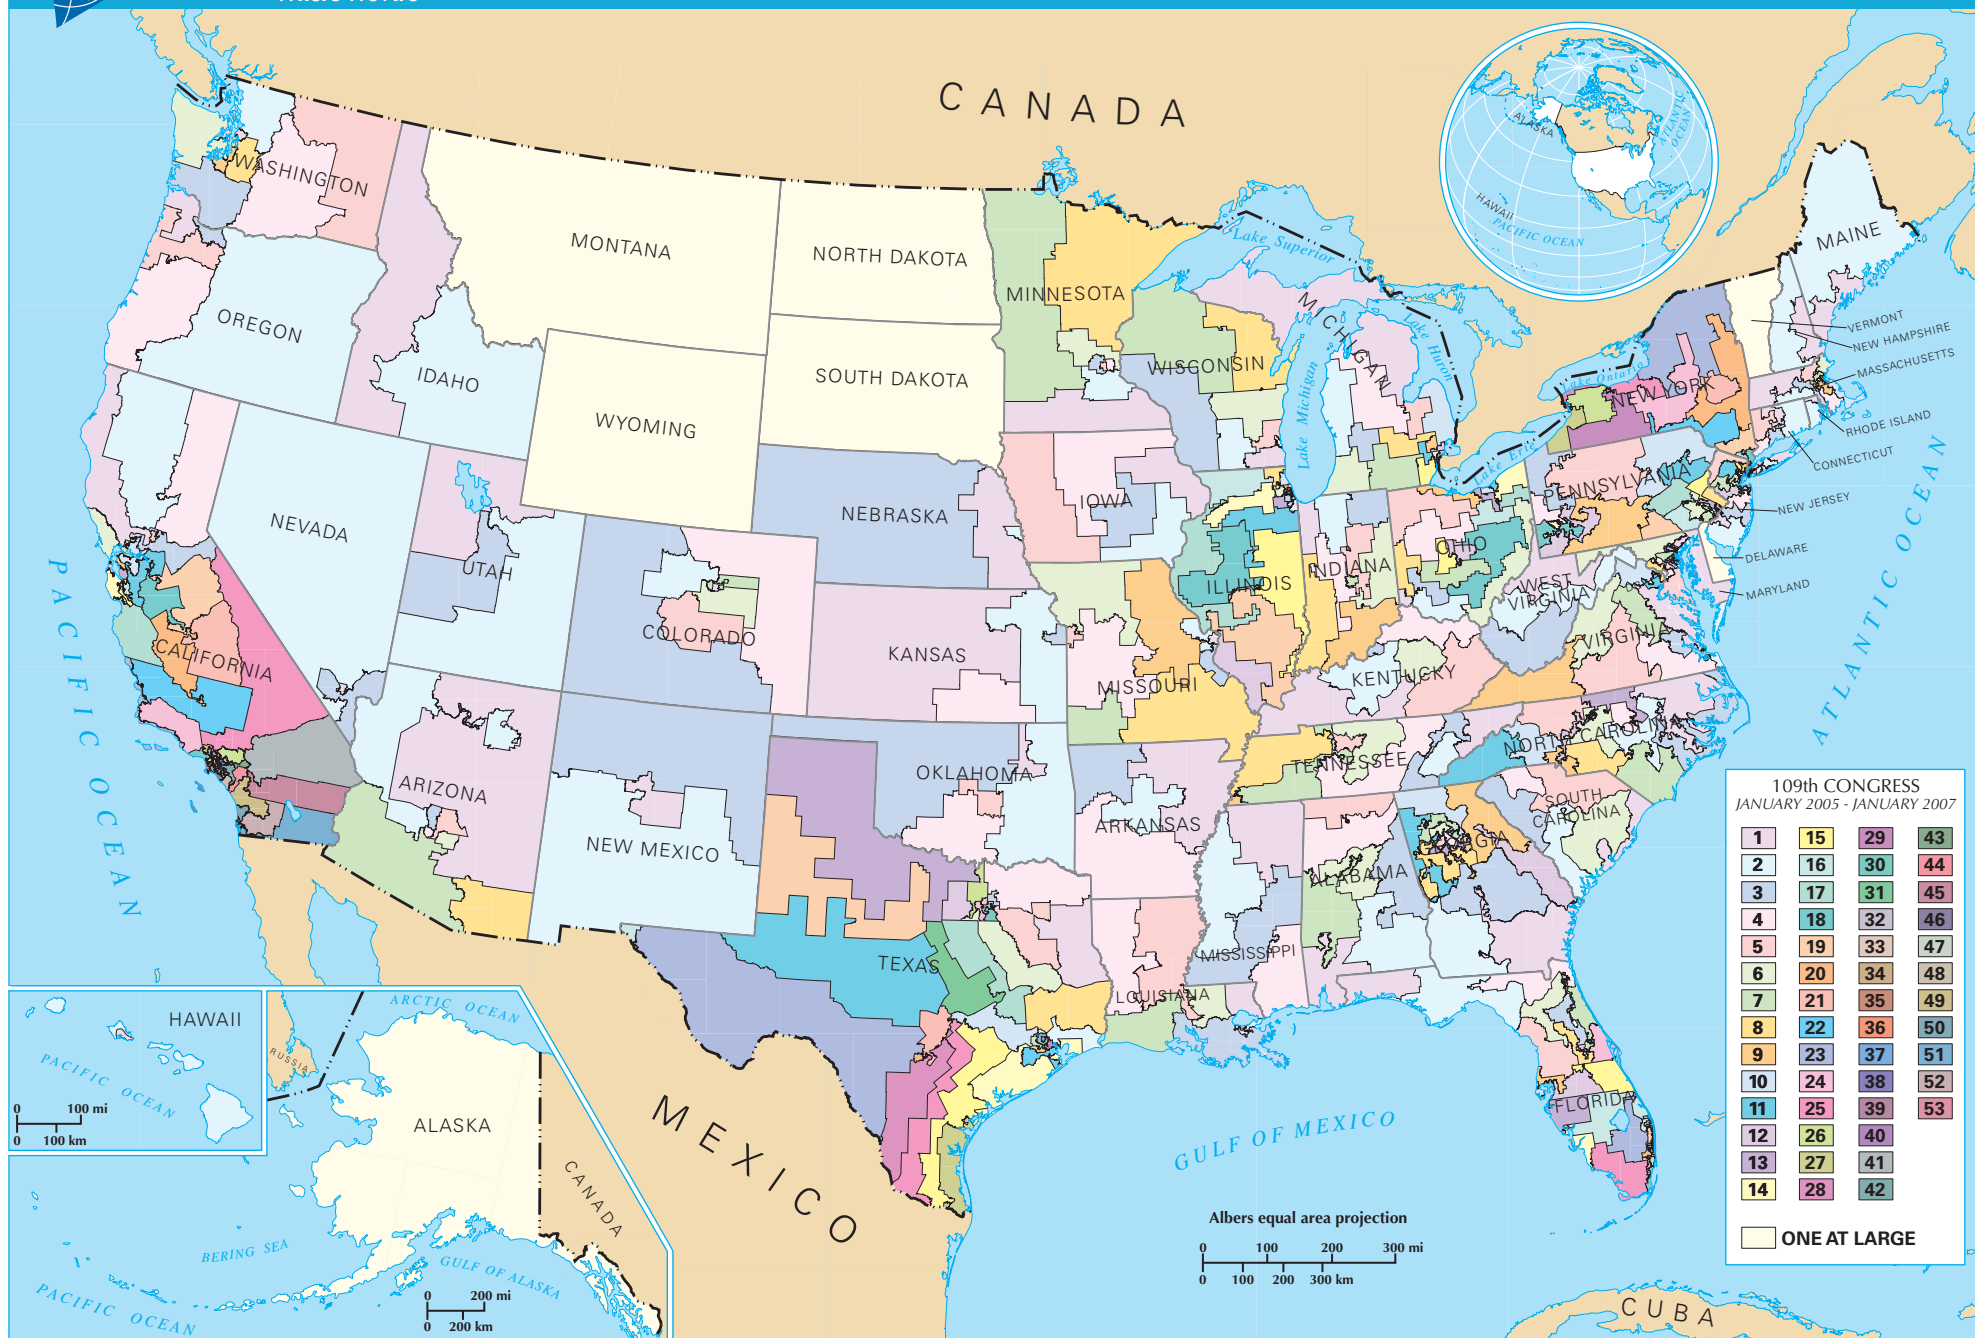 CANADA
ALASKA
ATLANTIC OCEAN
HAWAII
PACIFIC OCEAN
WASHINGTON
MONTANA
NORTH DAKOTA
MINNESOTA
Lake Superior
MICHIGAN
Lake Huron
Lake Michigan
Lake Ontario
Lake Erie
MAINE
VERMONT
NEW HAMPSHIRE
MASSACHUSETTS
RHODE ISLAND
CONNECTICUT
NEW JERSEY
DELAWARE
MARYLAND
OREGON
IDAHO
WYOMING
SOUTH DAKOTA
WISCONSIN
NEW YORK
PENNSYLVANIA
NEVADA
UTAH
COLORADO
NEBRASKA
IOWA
ILLINOIS
INDIANA
OHIO
WEST
VIRGINIA
VIRGINIA
CALIFORNIA
KANSAS
MISSOURI
KENTUCKY
ARIZONA
NEW MEXICO
OKLAHOMA
ARKANSAS
TENNESSEE
NORTH CAROLINA
SOUTH
CAROLINA
TEXAS
LOUISIANA
MISSISSIPPI
ALABAMA
GEORGIA
FLORIDA
PACIFIC OCEAN
ATLANTIC OCEAN
GULF OF MEXICO
MEXICO
CUBA
HAWAII
PACIFIC OCEAN
0 100 mi
0 100 km
ARCTIC OCEAN
RUSSIA
ALASKA
CANADA
BERING SEA
GULF OF ALASKA
PACIFIC OCEAN
0 200 mi
0 200 km
Albers equal area projection
0 100 200 300 mi
0 100 200 300 km
109th CONGRESS
JANUARY 2005 - JANUARY 2007
1 15 29 43
2 16 30 44
3 17 31 45
4 18 32 46
5 19 33 47
6 20 34 48
7 21 35 49
8 22 36 50
9 23 37 51
10 24 38 52
11 25 39 53
12 26 40
13 27 41
14 28 42
ONE AT LARGE